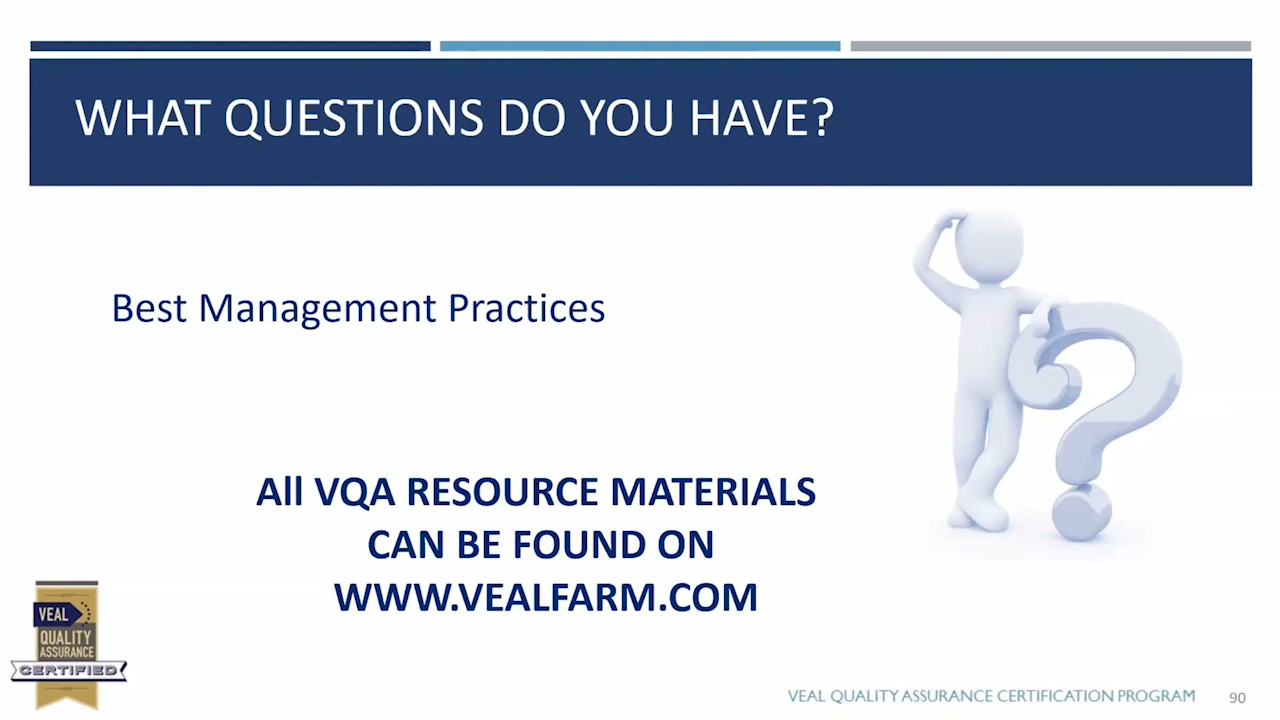 WHAT QUESTIONS DO YOU HAVE?
Best Management Practices
All VQA RESOURCE MATERIALS
CAN BE FOUND ON
WWW.VEALFARM.COM
VEAL
QUALITY
ASSURANCE
CERTIFIED
VEAL QUALITY ASSURANCE CERTIFICATION PROGRAM
90